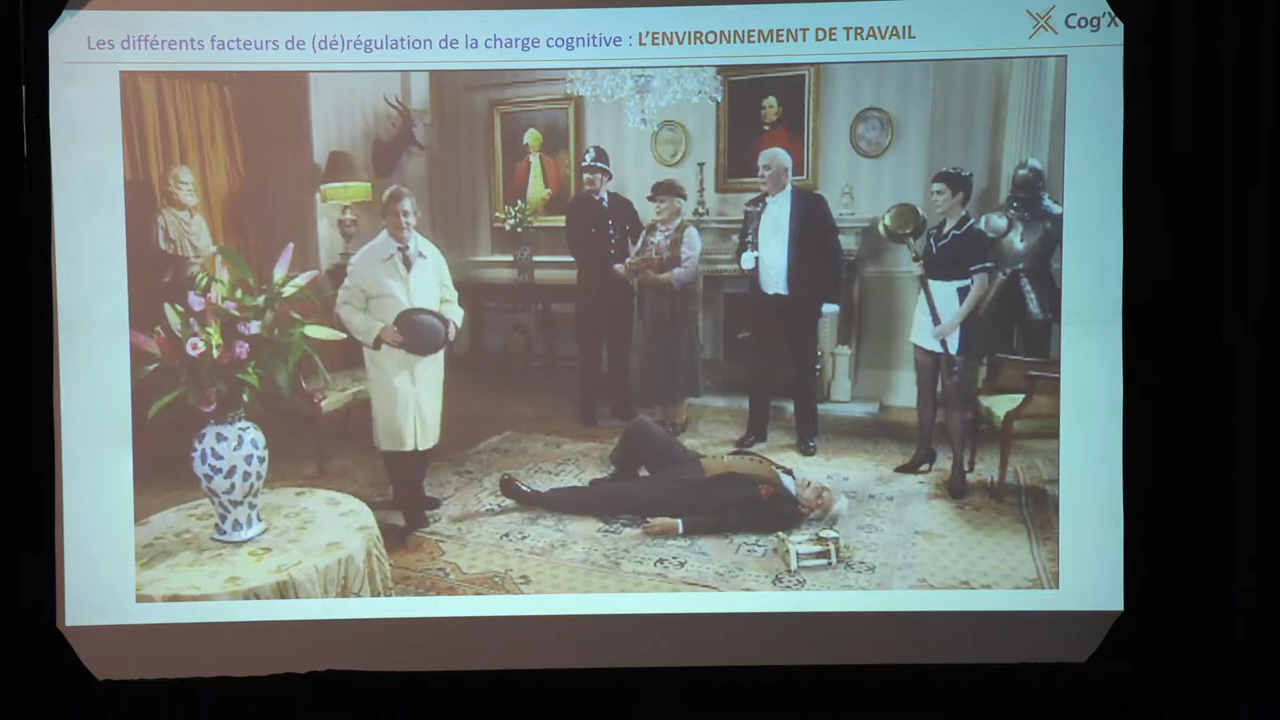 Les différents facteurs de (dé)régulation de la charge cognitive : L'ENVIRONNEMENT DE TRAVAIL
Cog'X